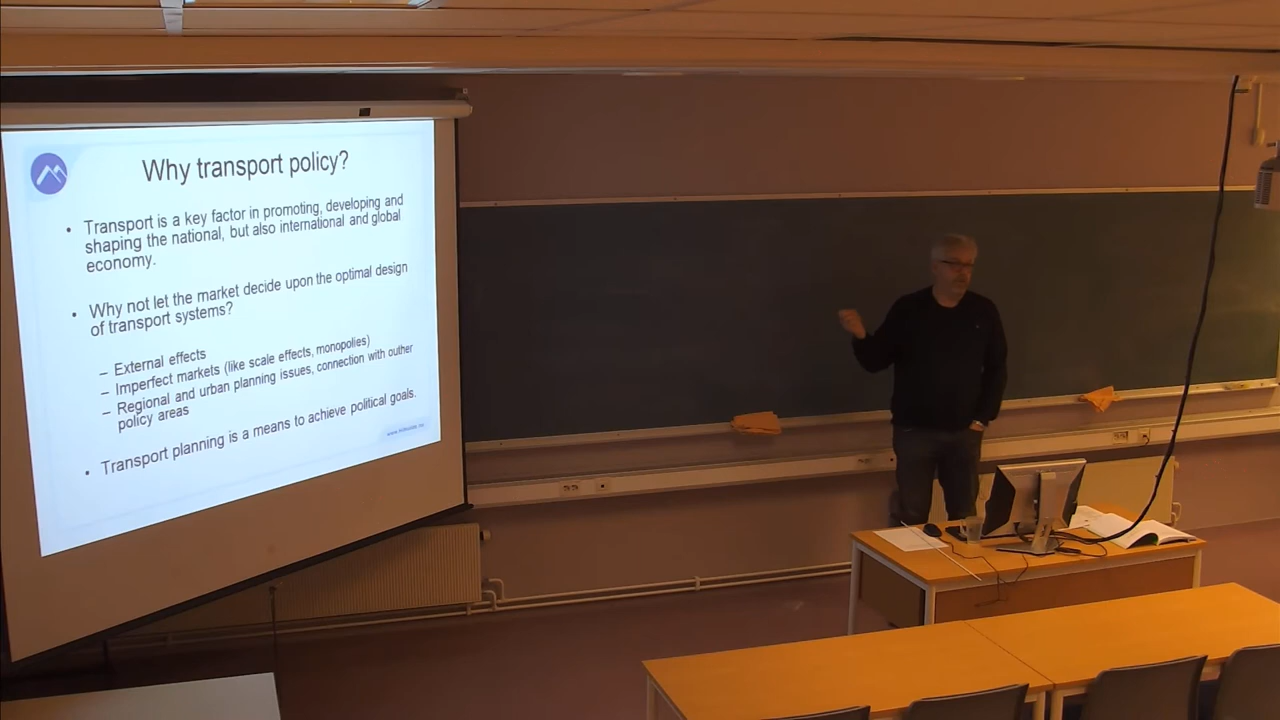 Why transport policy?
• Transport is a key factor in promoting, developing and
shaping the national, but also international and global
economy.
• Why not let the market decide upon the optimal design
of transport systems?
– External effects
– Imperfect markets (like scale effects, monopolies)
– Regional and urban planning issues, connection with outher
policy areas
• Transport planning is a means to achieve political goals.